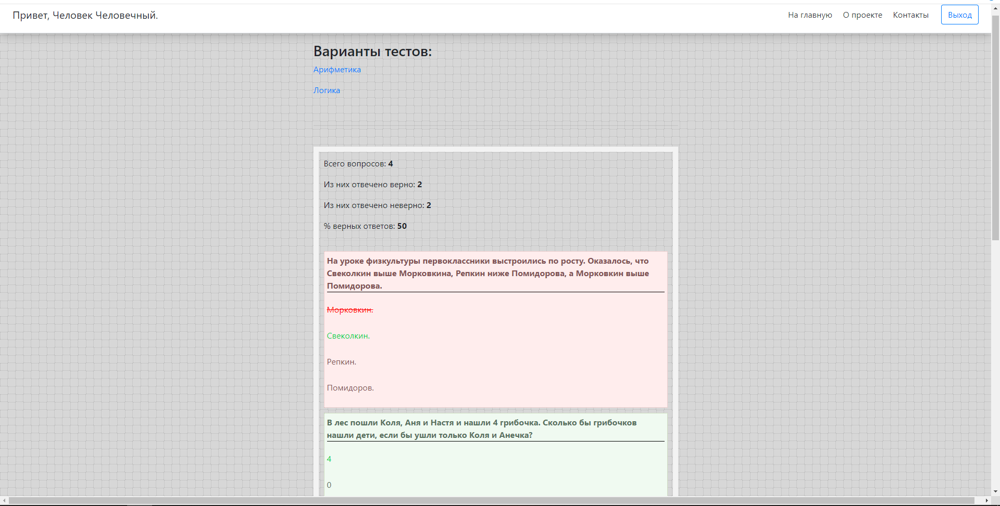 Привет, Человек Человечный.
На главную О проекте Контакты Выход
Варианты тестов:
Арифметика
Логика
Всего вопросов: 4
Из них отвечено верно: 2
Из них отвечено неверно: 2
% верных ответов: 50
На уроке физкультуры первоклассники выстроились по росту. Оказалось, что
Свеколкин выше Морковкина, Репкин ниже Помидорова, а Морковкин выше
Помидорова.
Морковкин.
Свеколкин.
Репкин.
Помидоров.
В лес пошли Коля, Аня и Настя и нашли 4 грибочка. Сколько бы грибочков
нашли дети, если бы ушли только Коля и Анечка?
4
0